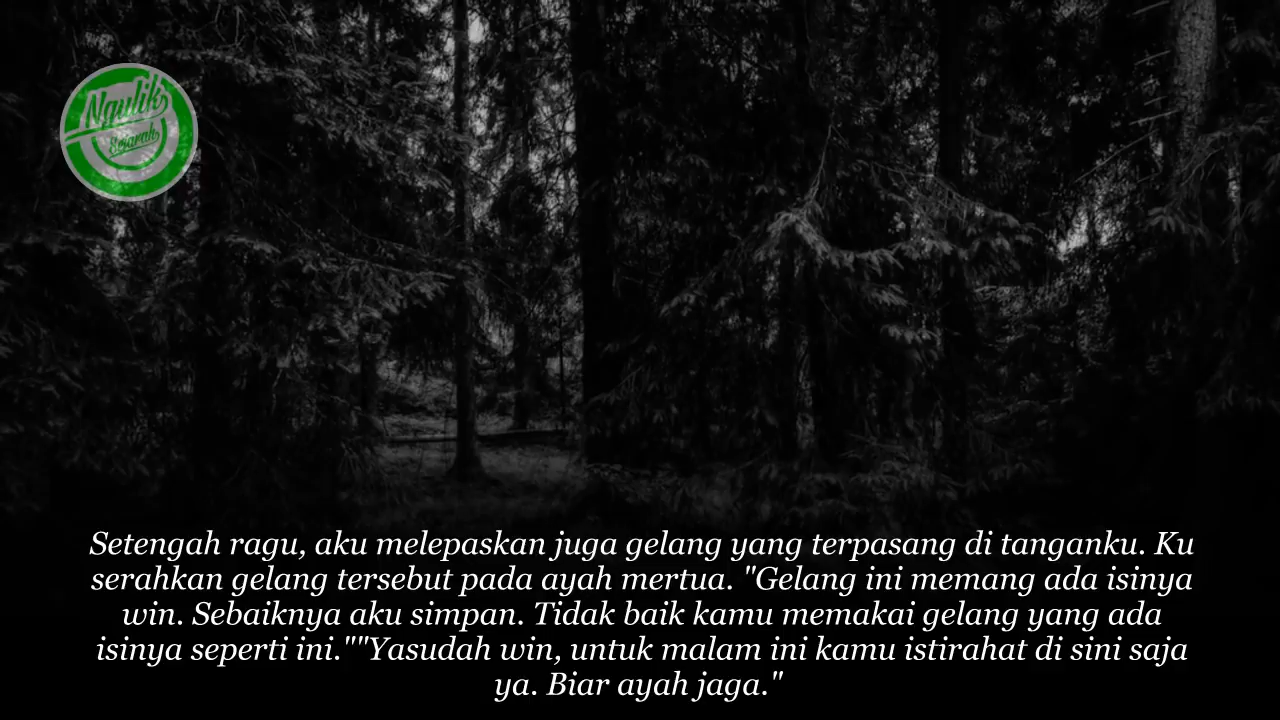 Ngulik
Sejarah
Setengah ragu, aku melepaskan juga gelang yang terpasang di tanganku. Ku
serahkan gelang tersebut pada ayah mertua. "Gelang ini memang ada isinya
win. Sebaiknya aku simpan. Tidak baik kamu memakai gelang yang ada
isinya seperti ini.""Yasudah win, untuk malam ini kamu istirahat di sini saja
ya. Biar ayah jaga."